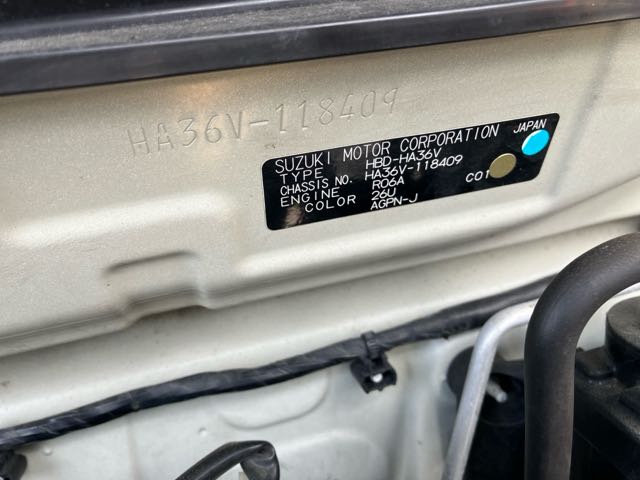 HA36V-118409
SUZUKI MOTOR CORPORATION JAPAN
TYPE HBD-HA36V
CHASSIS NO. HA36V-118409
ENGINE R06A C01
COLOR 26U
AGPN-J